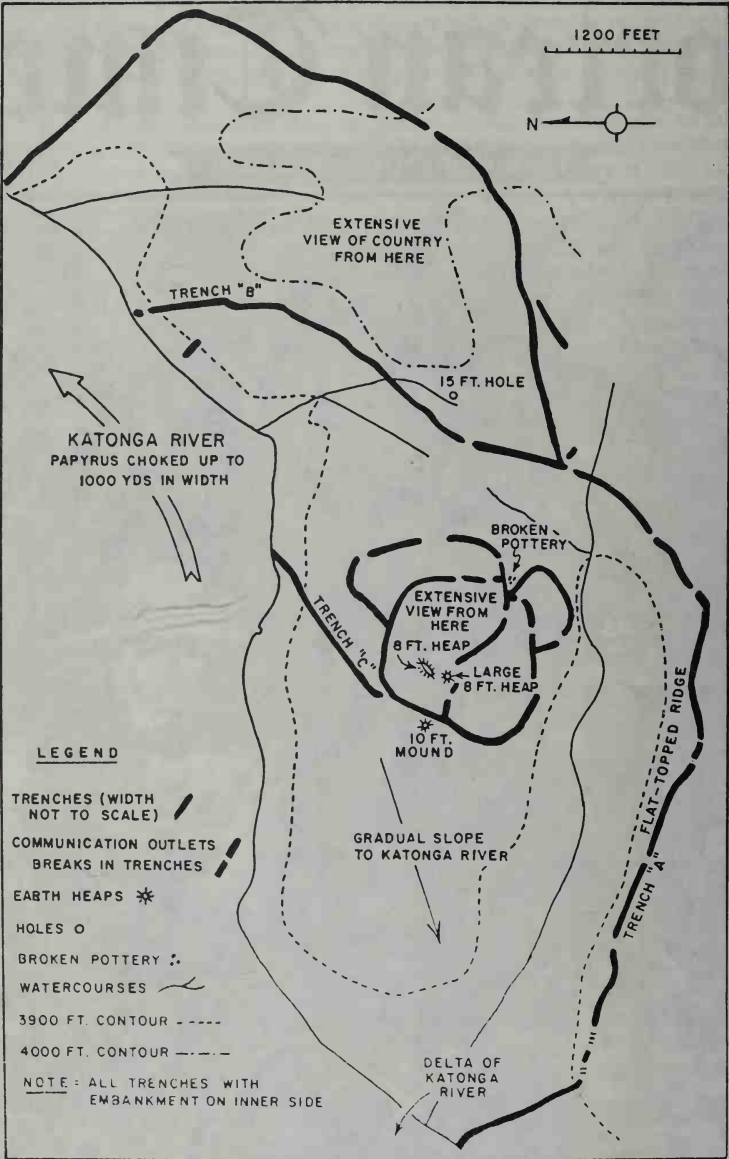 1200 FEET
N
EXTENSIVE
VIEW OF COUNTRY
FROM HERE
TRENCH "B"
15 FT. HOLE
KATONGA RIVER
PAPYRUS CHOKED UP TO
1000 YDS IN WIDTH
BROKEN
POTTERY
EXTENSIVE
VIEW FROM
HERE
8 FT. HEAP
LARGE
8 FT. HEAP
TRENCH "C"
10 FT.
MOUND
FLAT-TOPPED RIDGE
TRENCH "A"
GRADUAL SLOPE
TO KATONGA RIVER
DELTA OF
KATONGA
RIVER
LEGEND
TRENCHES (WIDTH
NOT TO SCALE)
COMMUNICATION OUTLETS
BREAKS IN TRENCHES
EARTH HEAPS
HOLES
BROKEN POTTERY
WATERCOURSES
3900 FT. CONTOUR
4000 FT. CONTOUR
NOTE = ALL TRENCHES WITH
EMBANKMENT ON INNER SIDE